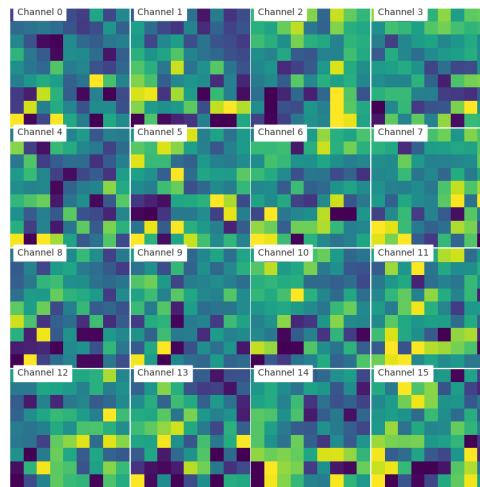 Channel 0
Channel 1
Channel 2
Channel 3
Channel 4
Channel 5
Channel 6
Channel 7
Channel 8
Channel 9
Channel 10
Channel 11
Channel 12
Channel 13
Channel 14
Channel 15